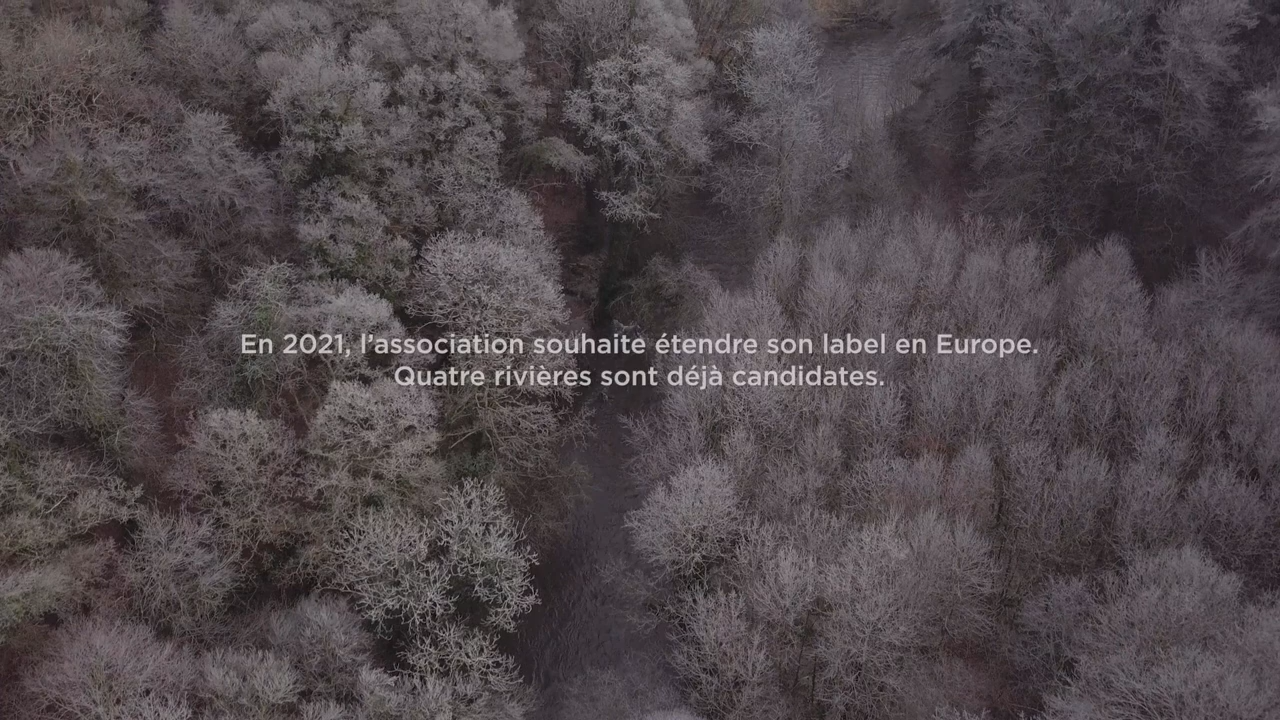 En 2021, l’association souhaite étendre son label en Europe.
Quatre rivières sont déjà candidates.